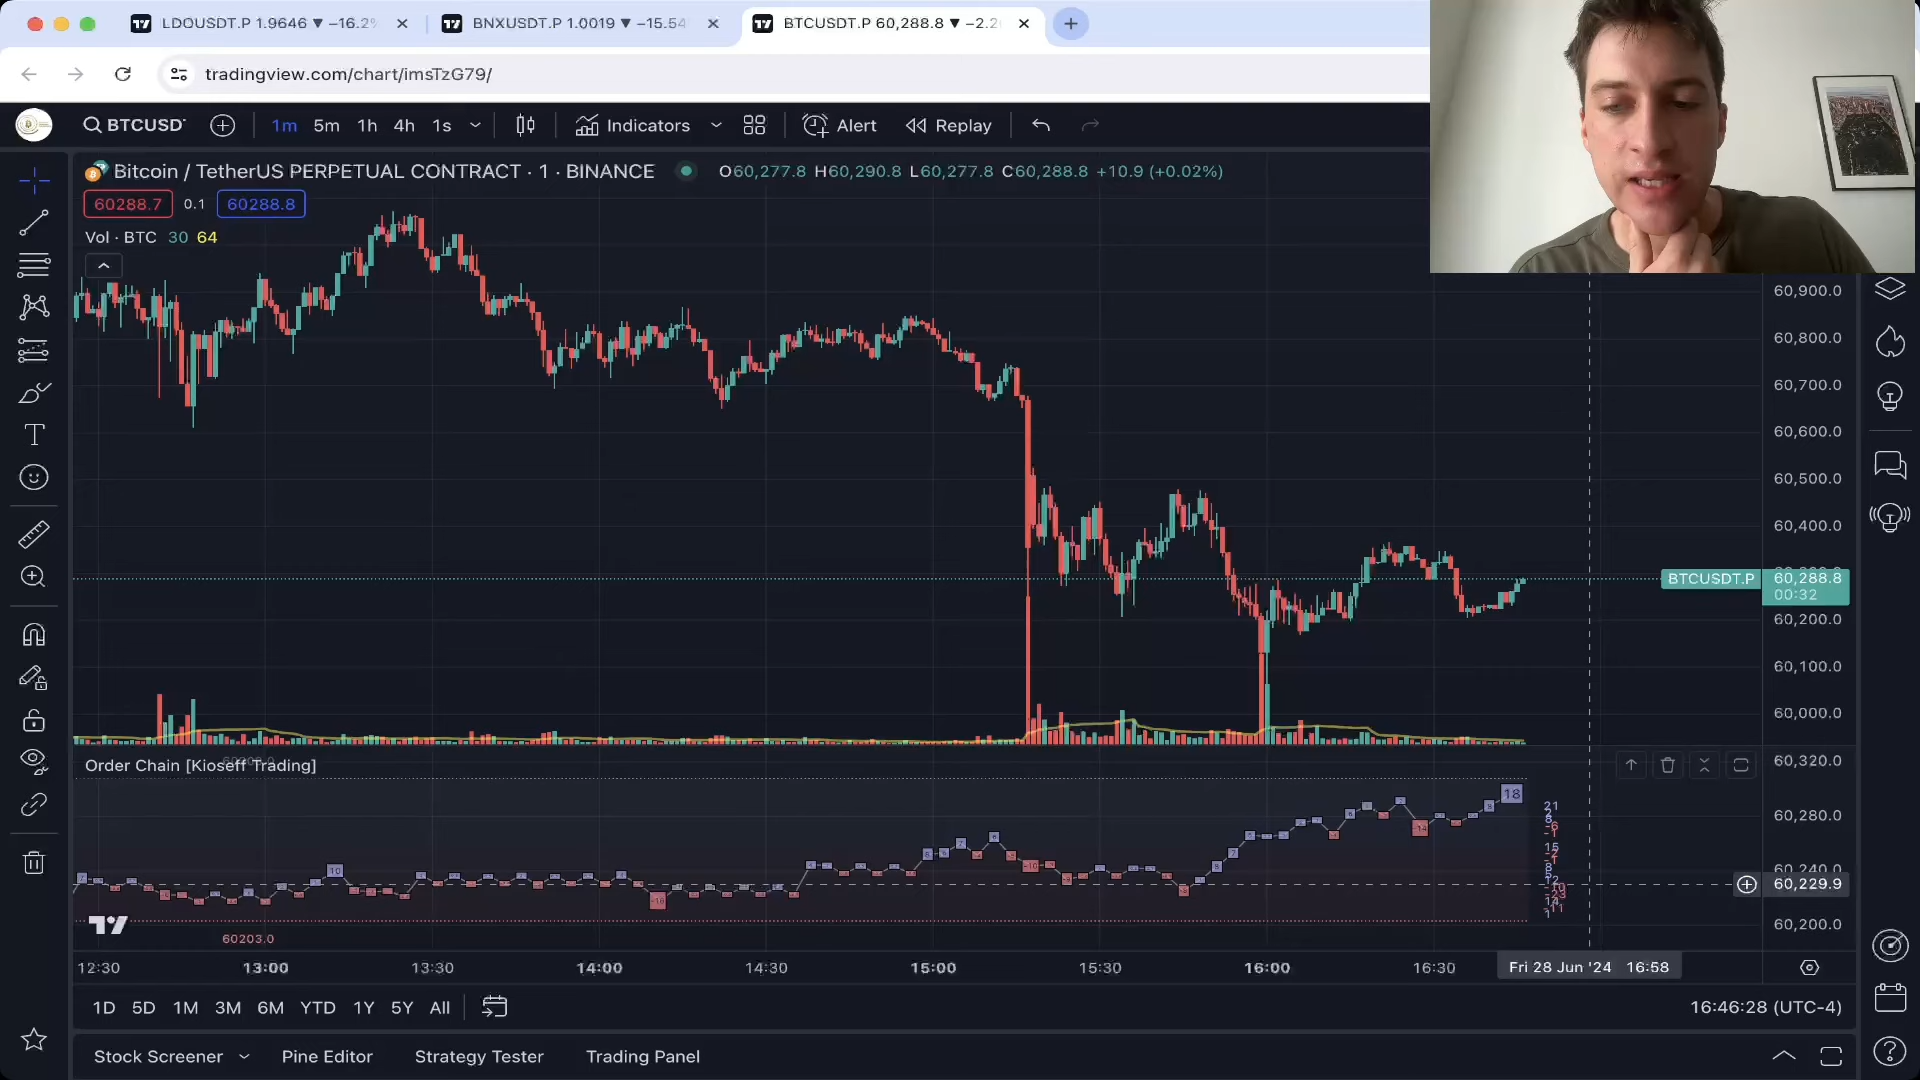 LDOUSDT.P 1.9646 ▼ −16.2%
BNXUSDT.P 1.0019 ▼ −15.54
BTCUSDT.P 60,288.8 ▼ −2.2
tradingview.com/chart/imsTzG79/
BTCUSDT
1m 5m 1h 4h 1s
Indicators
Alert
Replay
Bitcoin / TetherUS PERPETUAL CONTRACT · 1 · BINANCE
O60,277.8 H60,290.8 L60,277.8 C60,288.8 +10.9 (+0.02%)
60288.7 0.1 60288.8
Vol · BTC 30 64
60,900.0
60,800.0
60,700.0
60,600.0
60,500.0
60,400.0
BTCUSDT.P 60,288.8
00:32
60,200.0
60,100.0
60,000.0
Order Chain [Kioseff Trading]
60,320.0
18
21
60,280.0
15
10
60,240.0
60,229.9
60,200.0
60203.0
12:30 13:00 13:30 14:00 14:30 15:00 15:30 16:00 16:30 Fri 28 Jun '24 16:58
1D 5D 1M 3M 6M YTD 1Y 5Y All
16:46:28 (UTC-4)
Stock Screener Pine Editor Strategy Tester Trading Panel